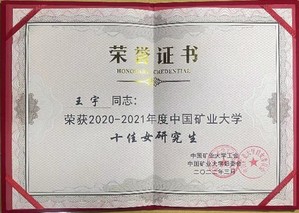 荣誉证书
HONORARY CREDENTIAL
王宇 同志:
荣获2020-2021年度中国矿业大学
十佳女研究生
中国矿业大学工会
中国矿业大学妇委会
二〇二二年三月